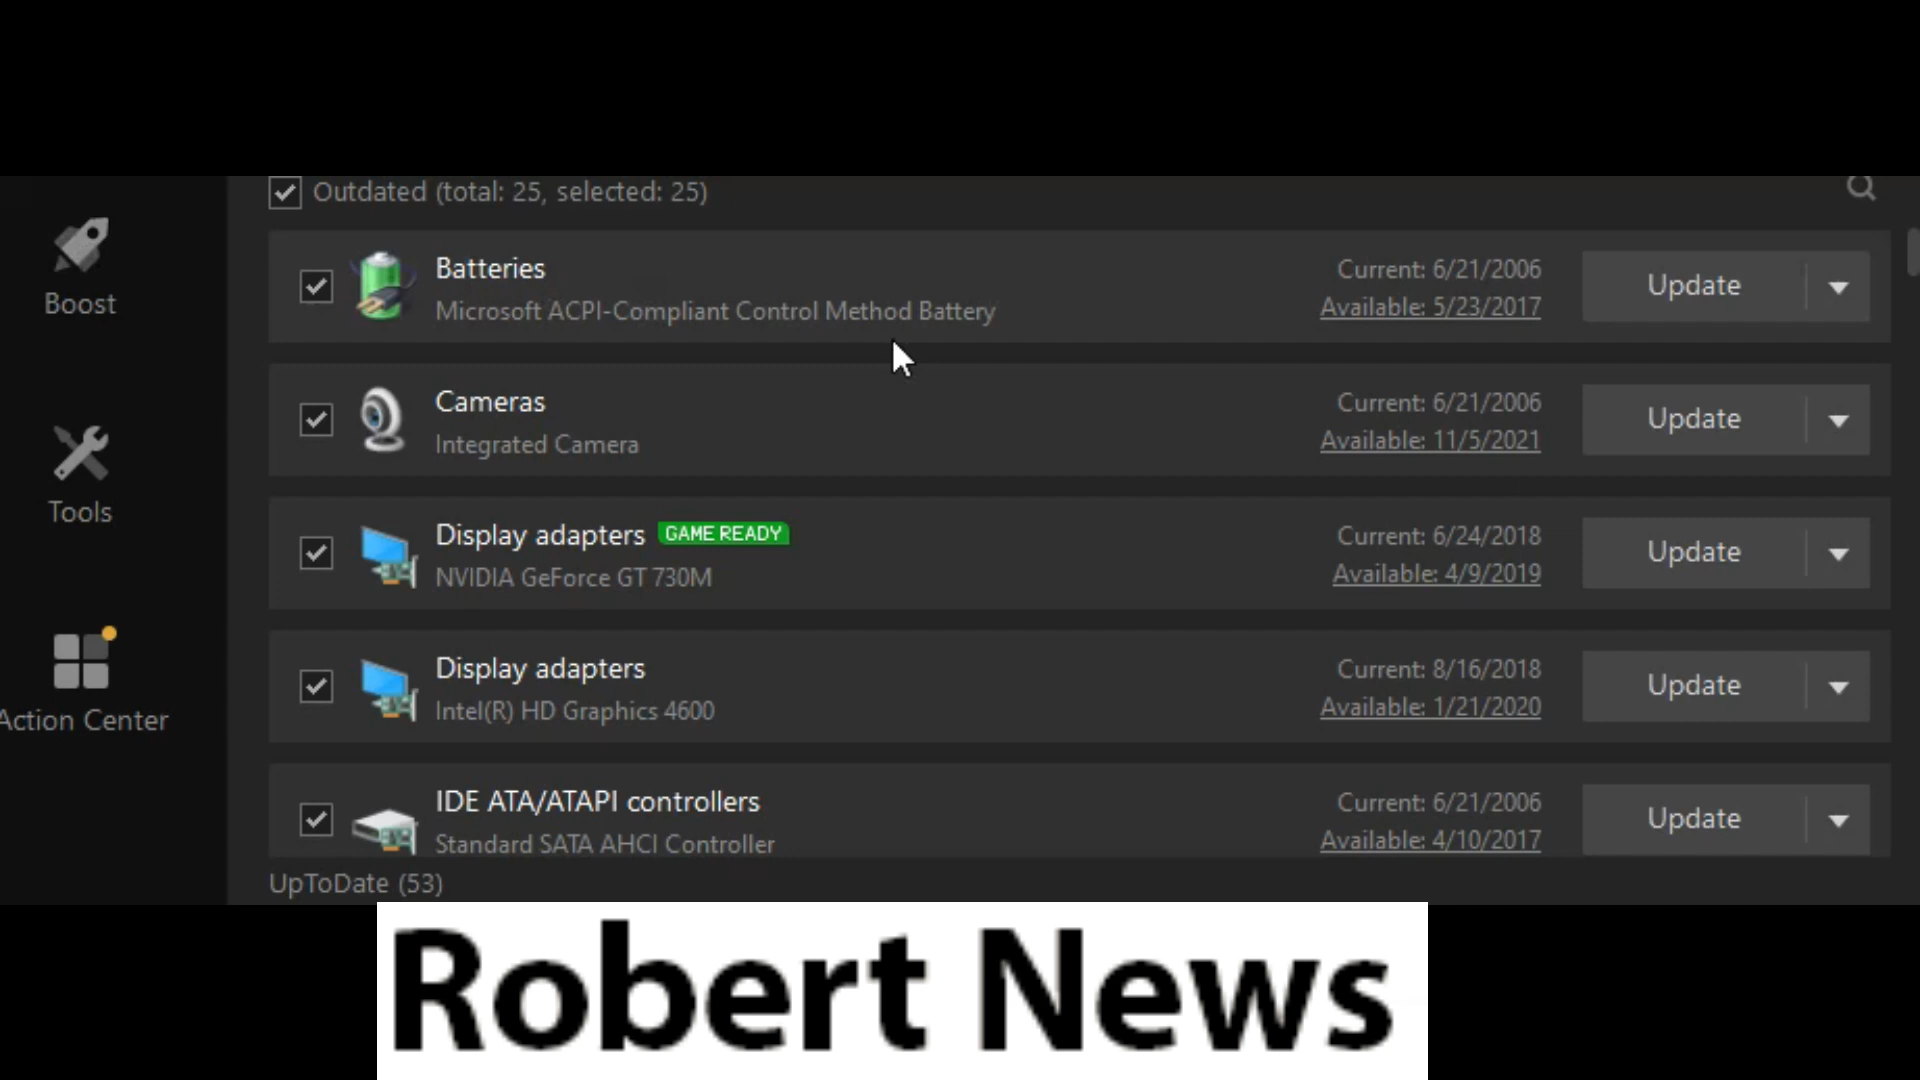 Outdated (total: 25, selected: 25)
Boost
Batteries
Microsoft ACPI-Compliant Control Method Battery
Current: 6/21/2006
Available: 5/23/2017
Update
Cameras
Integrated Camera
Current: 6/21/2006
Available: 11/5/2021
Update
Tools
Display adapters GAME READY
NVIDIA GeForce GT 730M
Current: 6/24/2018
Available: 4/9/2019
Update
Display adapters
Intel(R) HD Graphics 4600
Current: 8/16/2018
Available: 1/21/2020
Update
Action Center
IDE ATA/ATAPI controllers
Standard SATA AHCI Controller
Current: 6/21/2006
Available: 4/10/2017
Update
UpToDate (53)
Robert News